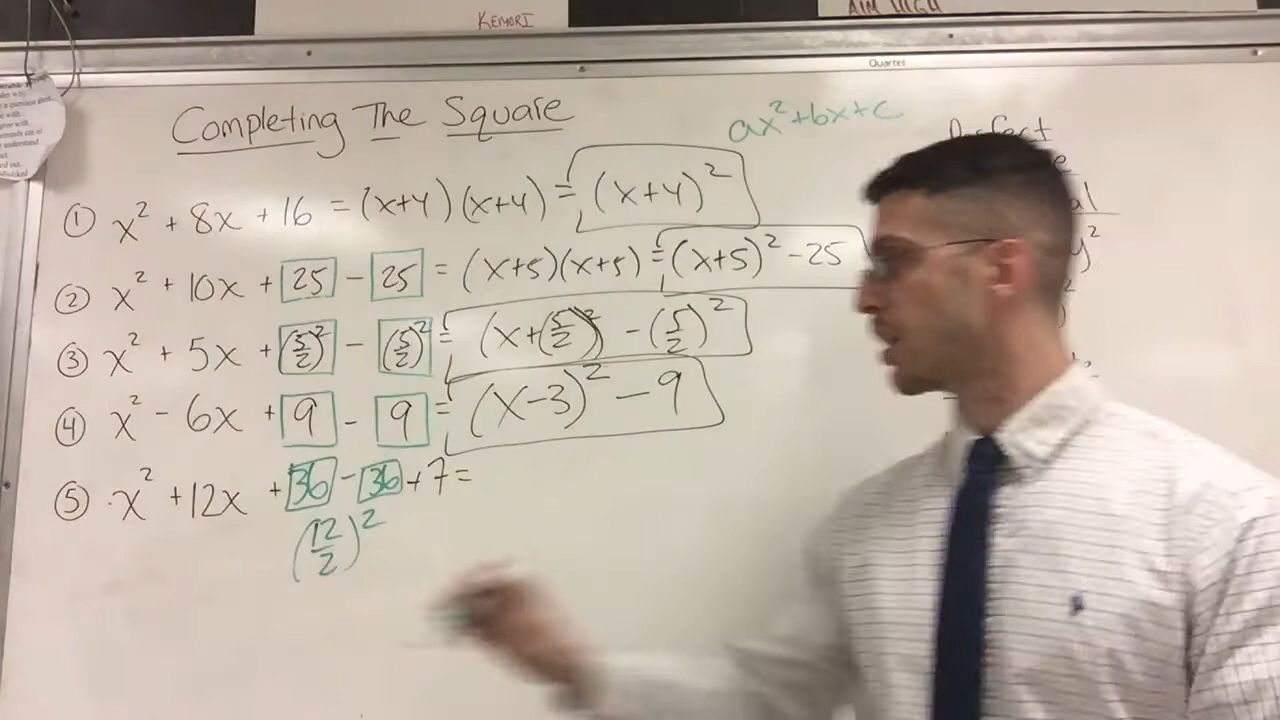 KEMORI
AIM HIGH
Quartet
Completing The Square
ax²+bx+c
Perfect
① x² + 8x + 16 = (x+4)(x+4) = (x+4)²
② x² + 10x + 25 - 25 = (x+5)(x+5) = (x+5)² - 25
③ x² + 5x + (5/2)² - (5/2)² = (x+(5/2))² - (5/2)²
④ x² - 6x + 9 - 9 = (x-3)² - 9
⑤ x² + 12x + 36 - 36 + 7 =
(12/2)²